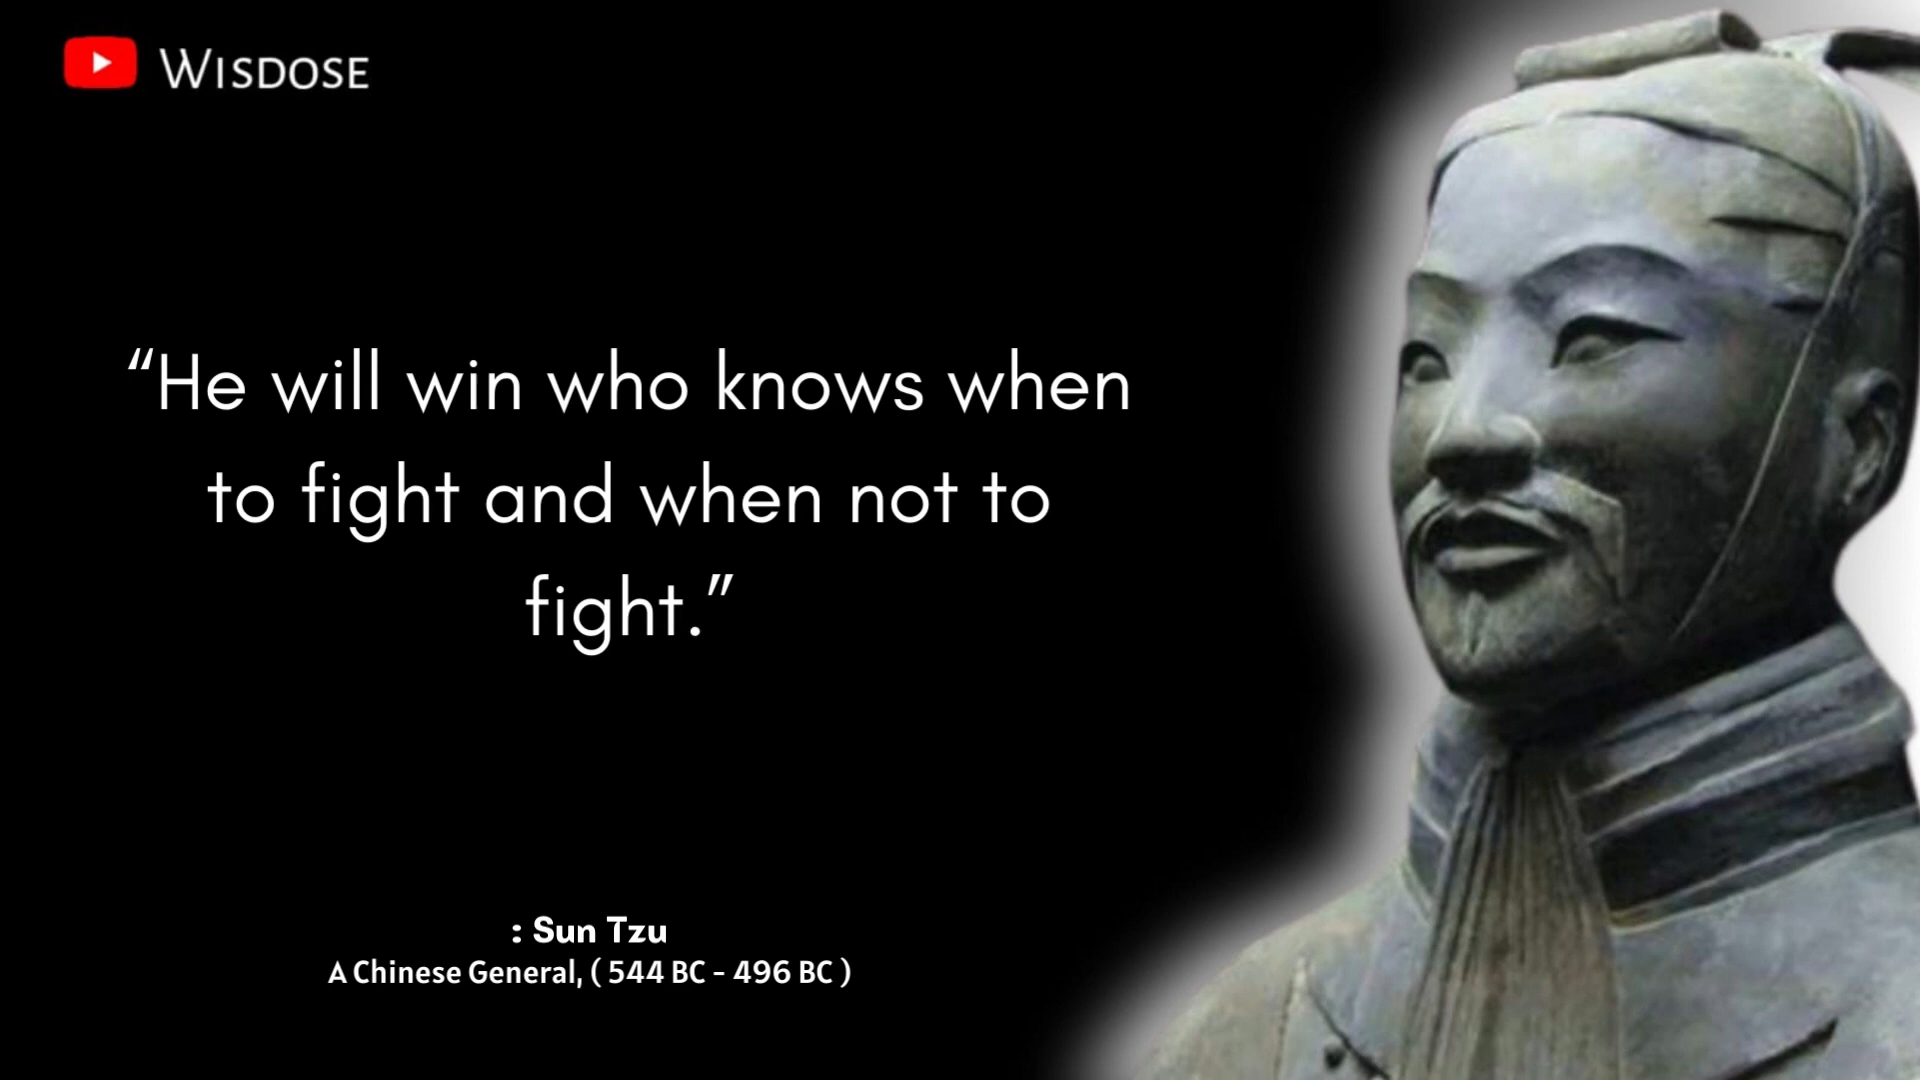 WISDOSE
“He will win who knows when
to fight and when not to
fight.”
: Sun Tzu
A Chinese General, ( 544 BC - 496 BC )